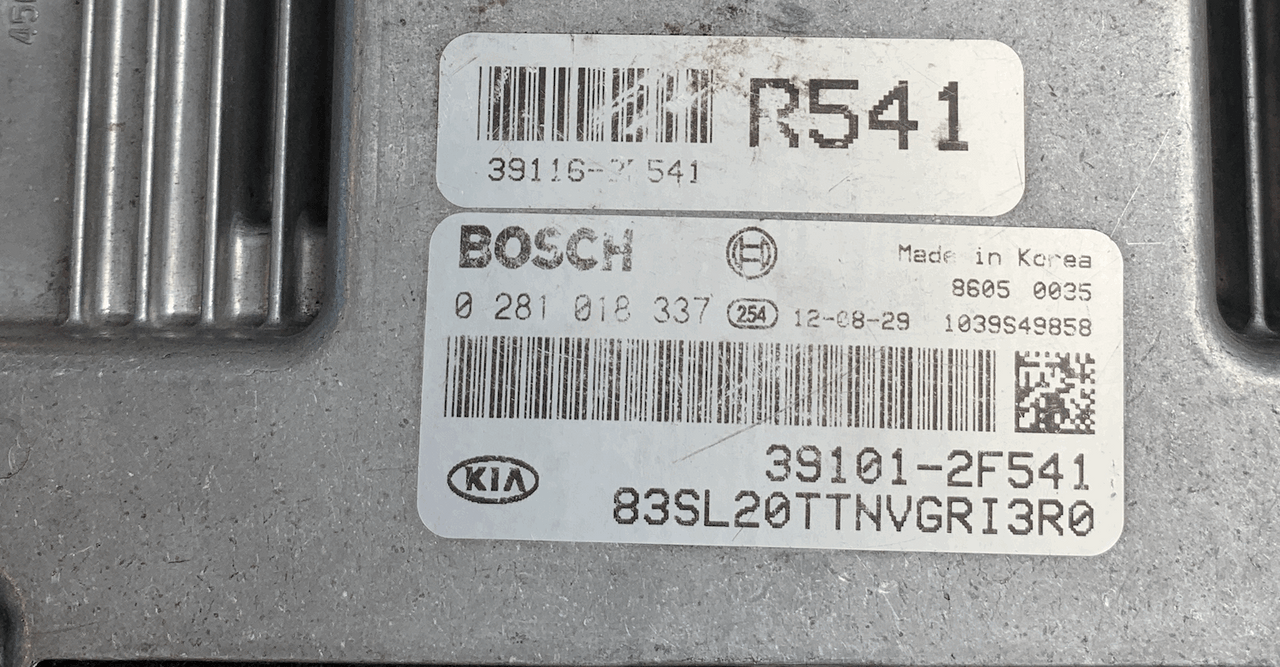 R541
39116-2F541
BOSCH
Made in Korea
8605 0035
0 281 018 337 254 12-08-29 1039S49858
39101-2F541
KIA
83SL20TTNVGRI3R0